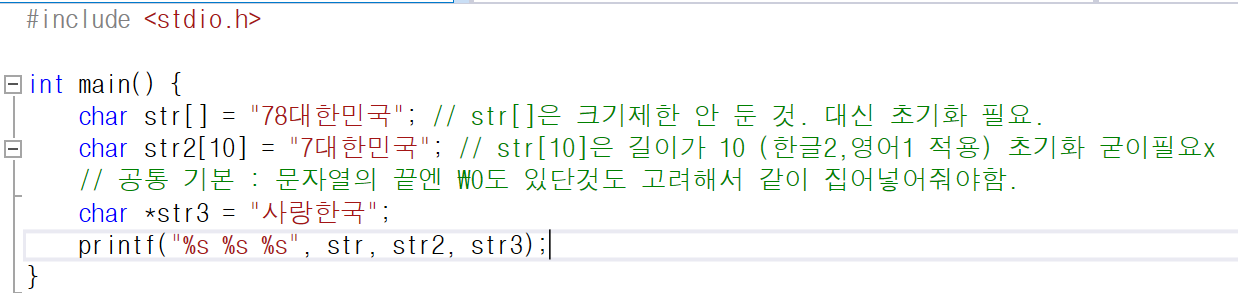 #include <stdio.h>
int main() {
char str[] = "78대한민국"; // str[]은 크기제한 안 둔 것. 대신 초기화 필요.
char str2[10] = "7대한민국"; // str[10]은 길이가 10 (한글2,영어1 적용) 초기화 굳이필요x
// 공통 기본 : 문자열의 끝엔 ₩0도 있단것도 고려해서 같이 집어넣어줘야함.
char *str3 = "사랑한국";
printf("%s %s %s", str, str2, str3);
}